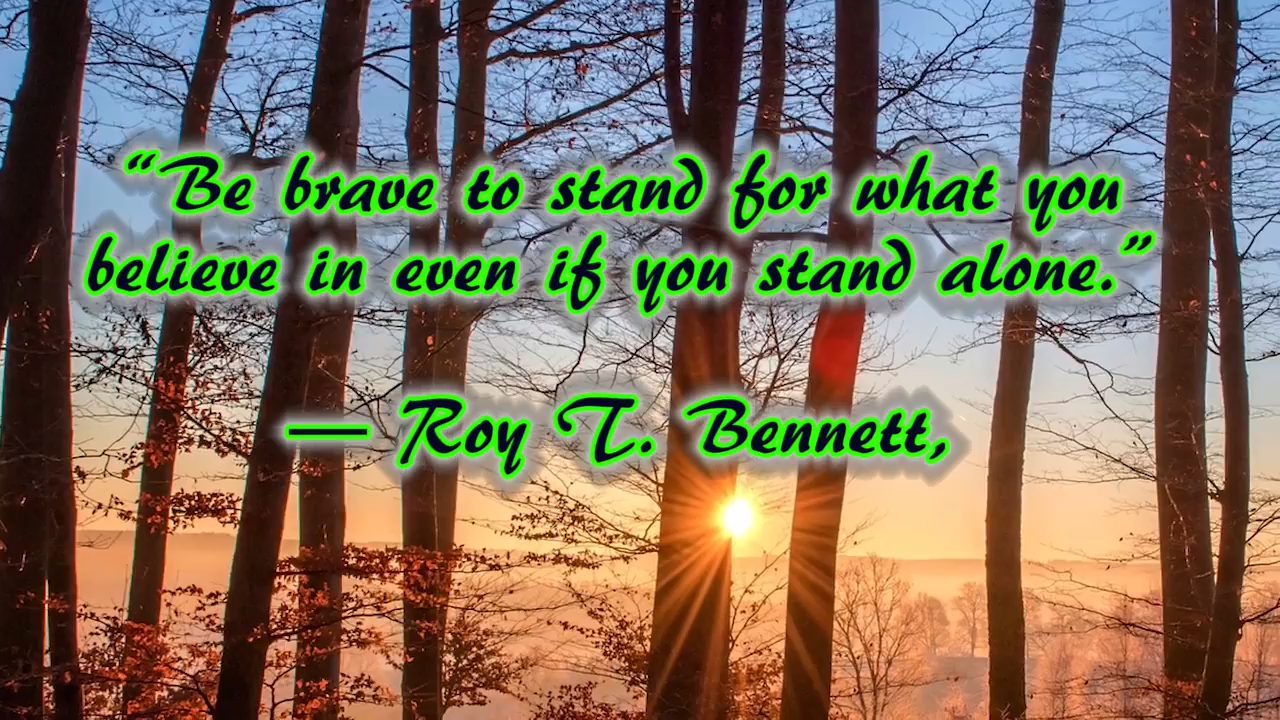 “Be brave to stand for what you
believe in even if you stand alone.”
— Roy T. Bennett,